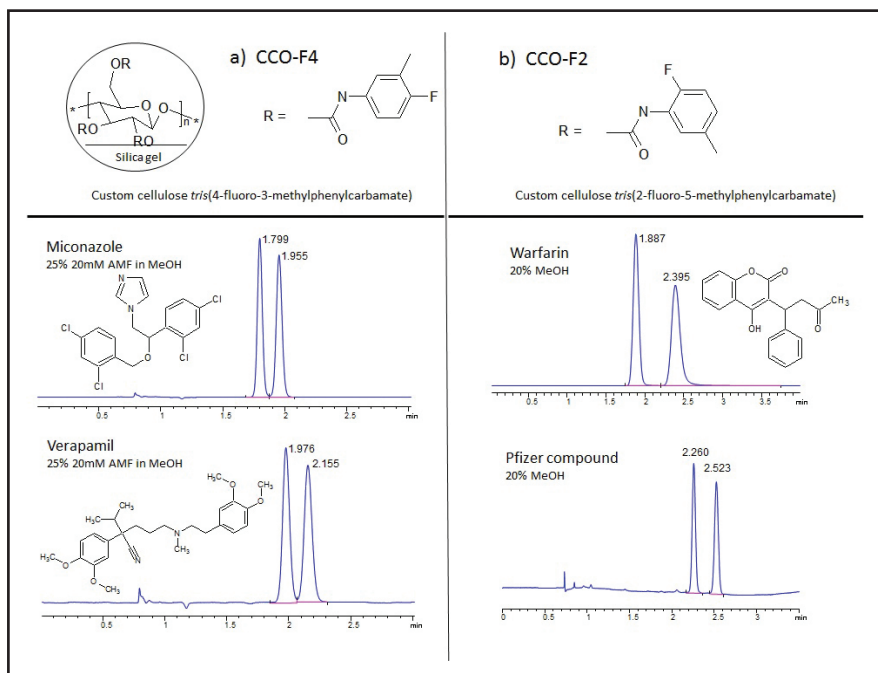 a) CCO-F4
OR
RO
O
O
O
* [ ]n *
RO
RO
Silica gel
R =
N
O
F
Custom cellulose tris(4-fluoro-3-methylphenylcarbamate)
b) CCO-F2
R =
F
N
O
Custom cellulose tris(2-fluoro-5-methylphenylcarbamate)
Miconazole
25% 20mM AMF in MeOH
1.799
1.955
N
N
Cl
Cl
Cl
O
Cl
0.5 1 1.5 2 2.5 min
Verapamil
25% 20mM AMF in MeOH
1.976
2.155
CH3
H3C
N
CH3
N
O
CH3
O
CH3
H3C
O
O
CH3
0.5 1 1.5 2 2.5 min
Warfarin
20% MeOH
1.887
2.395
O
O
CH3
OH
O
0.5 1 1.5 2 2.5 3 3.5 min
Pfizer compound
20% MeOH
2.260
2.523
0 0.5 1 1.5 2 2.5 3 min